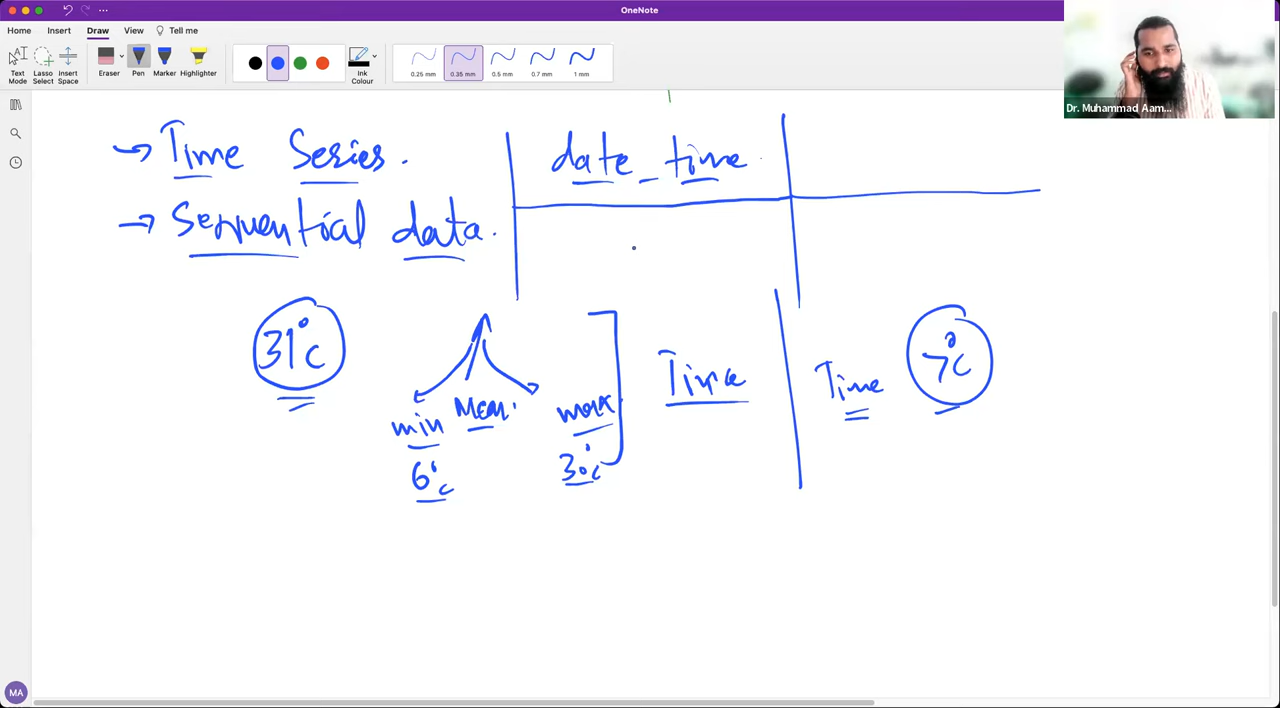 OneNote
Home Insert Draw View Tell me
Text Mode
Lasso Select
Insert Space
Eraser
Pen
Marker
Highlighter
Ink Colour
0.25 mm
0.35 mm
0.5 mm
0.7 mm
1 mm
Dr. Muhammad Aam...
→ Time Series.
date_time
→ Sequential data.
31°C
min Mean. max
6°C
30°C
Time
Time 7°C
MA